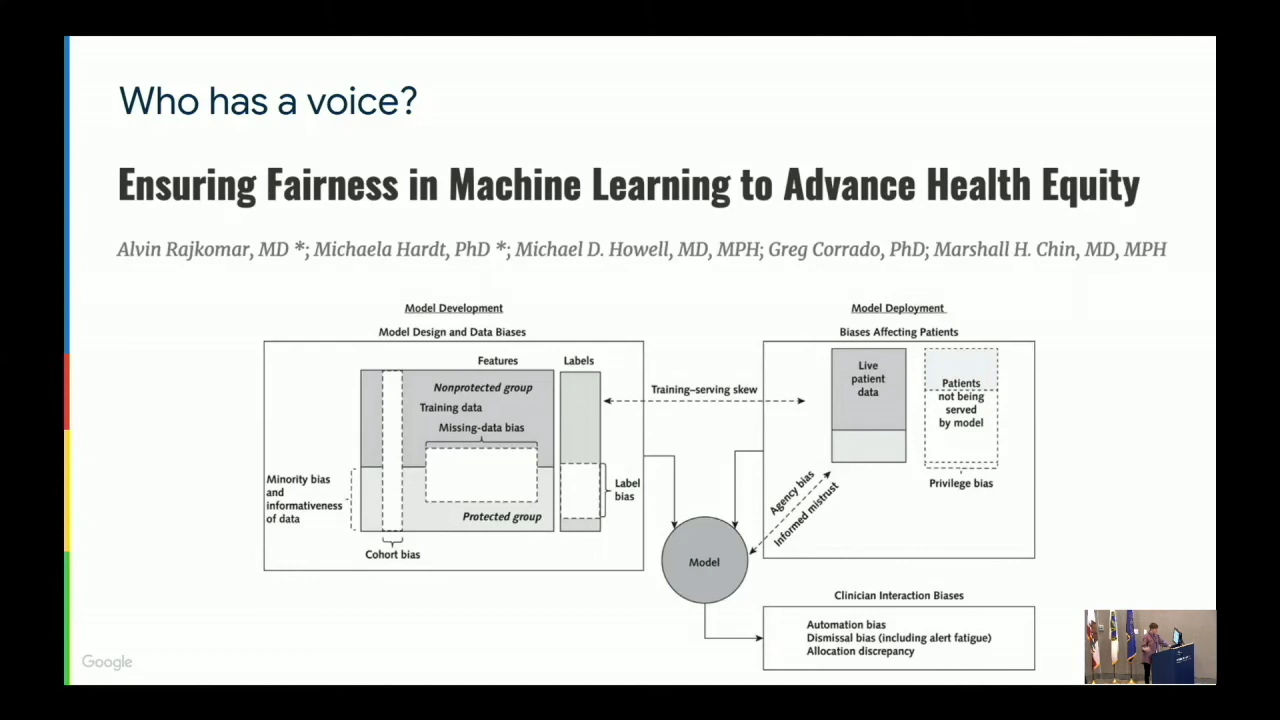 Who has a voice?
Ensuring Fairness in Machine Learning to Advance Health Equity
Alvin Rajkomar, MD *; Michaela Hardt, PhD *; Michael D. Howell, MD, MPH; Greg Corrado, PhD; Marshall H. Chin, MD, MPH
Model Development
Model Design and Data Biases
Features
Labels
Nonprotected group
Training data
Missing-data bias
Minority bias
and
informativeness
of data
Protected group
Label
bias
Cohort bias
Training–serving skew
Model Deployment
Biases Affecting Patients
Live
patient
data
Patients
not being
served
by model
Privilege bias
Agency bias
Informed mistrust
Model
Clinician Interaction Biases
Automation bias
Dismissal bias (including alert fatigue)
Allocation discrepancy
Google